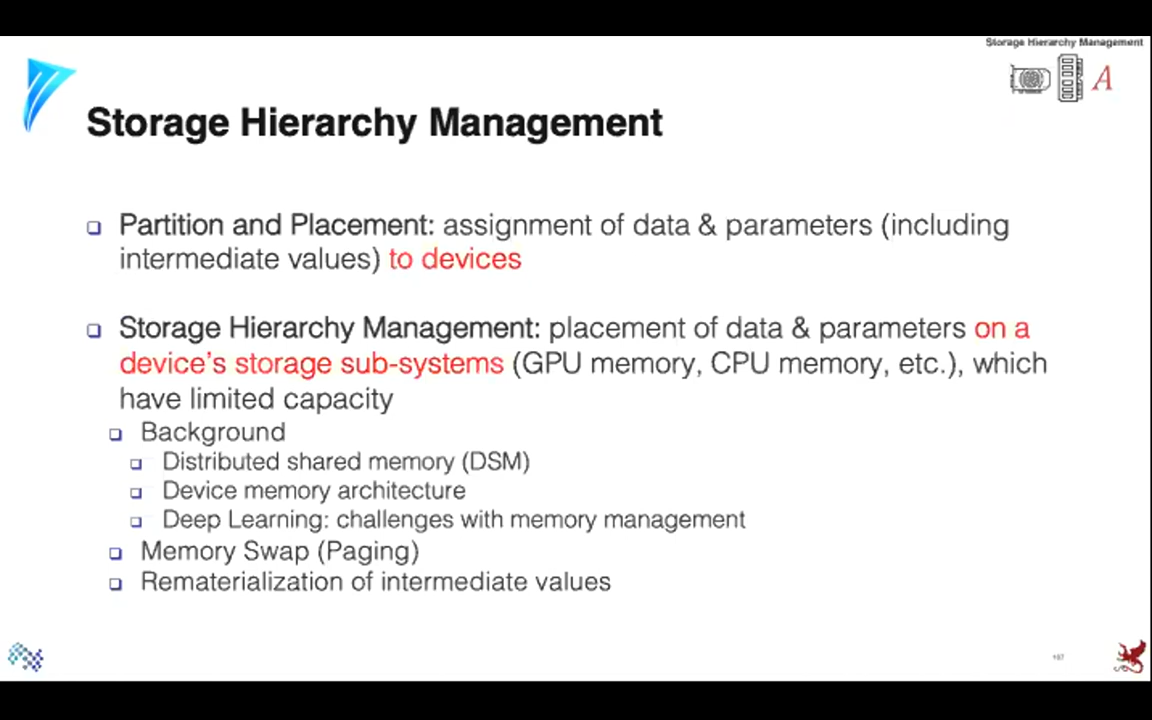 Storage Hierarchy Management
A
Storage Hierarchy Management
❑ Partition and Placement: assignment of data & parameters (including
intermediate values) to devices
❑ Storage Hierarchy Management: placement of data & parameters on a
device's storage sub-systems (GPU memory, CPU memory, etc.), which
have limited capacity
❑ Background
❑ Distributed shared memory (DSM)
❑ Device memory architecture
❑ Deep Learning: challenges with memory management
❑ Memory Swap (Paging)
❑ Rematerialization of intermediate values